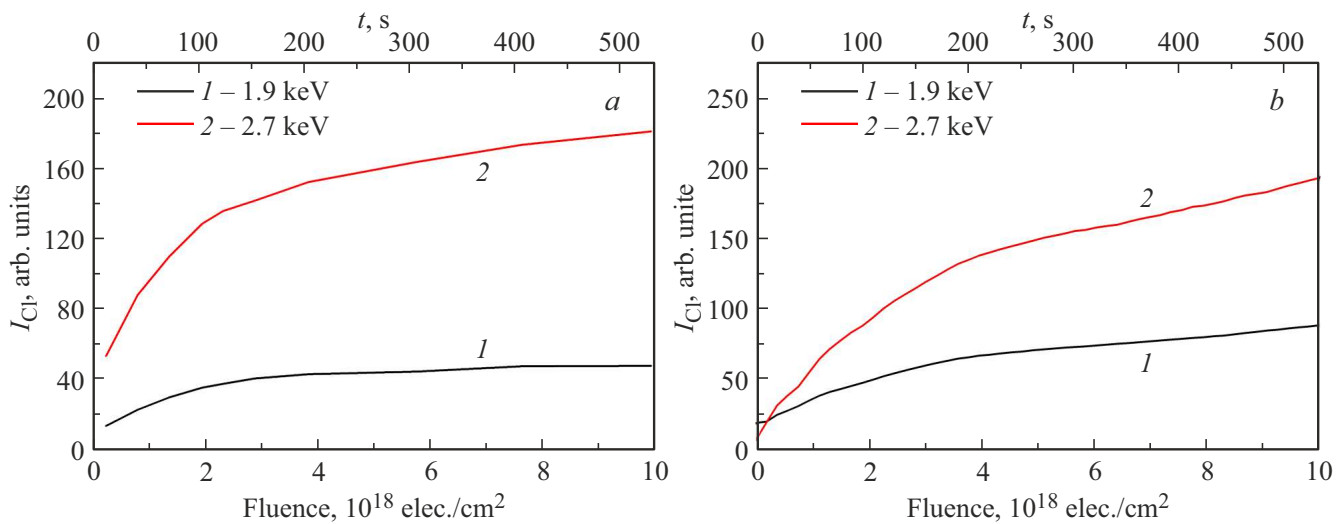 t, s
0 100 200 300 400 500
200
160
120
80
40
0
I_Cl, arb. units
1 – 1.9 keV
2 – 2.7 keV
a
2
1
0 2 4 6 8 10
Fluence, 10^18 elec./cm^2
t, s
0 100 200 300 400 500
250
200
150
100
50
0
I_Cl, arb. unite
1 – 1.9 keV
2 – 2.7 keV
b
2
1
0 2 4 6 8 10
Fluence, 10^18 elec./cm^2